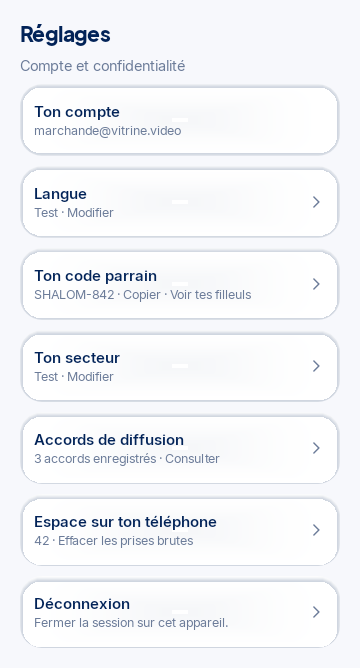 Réglages
Compte et confidentialité
Ton compte
marchande@vitrine.video
Langue
Test · Modifier
Ton code parrain
SHALOM-842 · Copier · Voir tes filleuls
Ton secteur
Test · Modifier
Accords de diffusion
3 accords enregistrés · Consulter
Espace sur ton téléphone
42 · Effacer les prises brutes
Déconnexion
Fermer la session sur cet appareil.